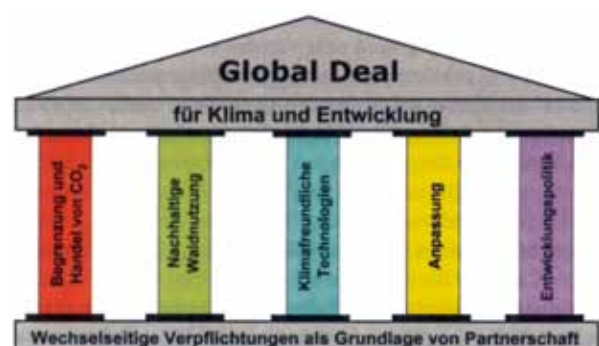 Global Deal
für Klima und Entwicklung
Begrenzung und
Handel von CO₂
Nachhaltige
Waldnutzung
Klimafreundliche
Technologien
Anpassung
Entwicklungspolitik
Wechselseitige Verpflichtungen als Grundlage von Partnerschaft